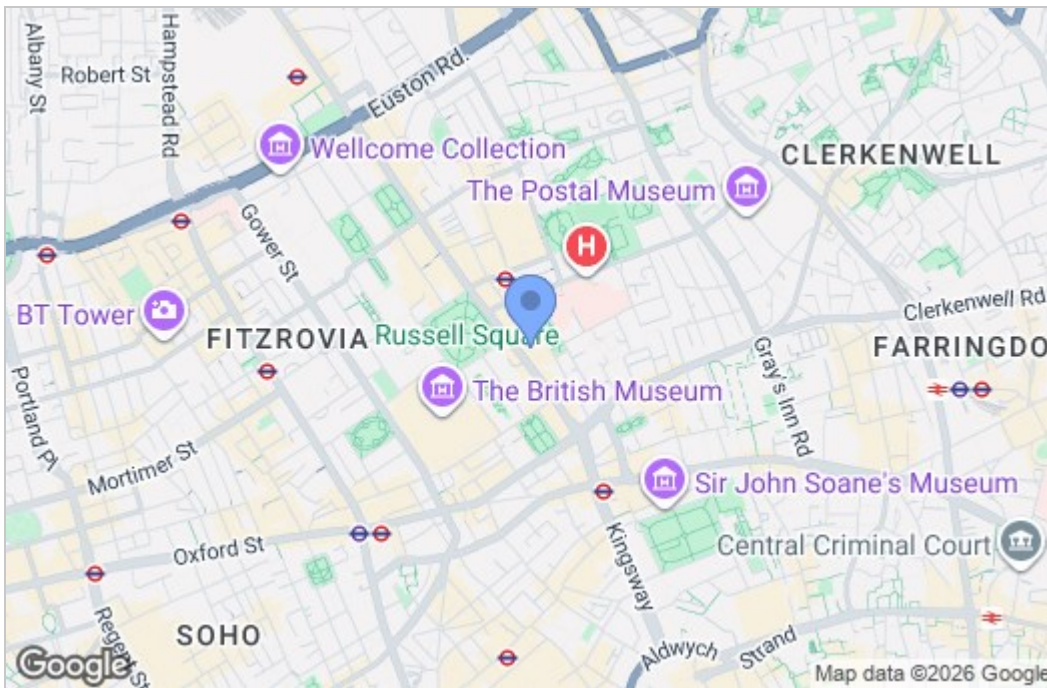 Albany St
Hampstead Rd
Robert St
Euston Rd.
Wellcome Collection
CLERKENWELL
The Postal Museum
H
Gower St
BT Tower
FITZROVIA
Russell Square
Clerkenwell Rd
FARRINGDO
Portland Pl
The British Museum
Gray's Inn Rd
Mortimer St
Sir John Soane's Museum
Oxford St
Kingsway
Central Criminal Court
Regent St
SOHO
Aldwych
Strand
Google
Map data ©2026 Google